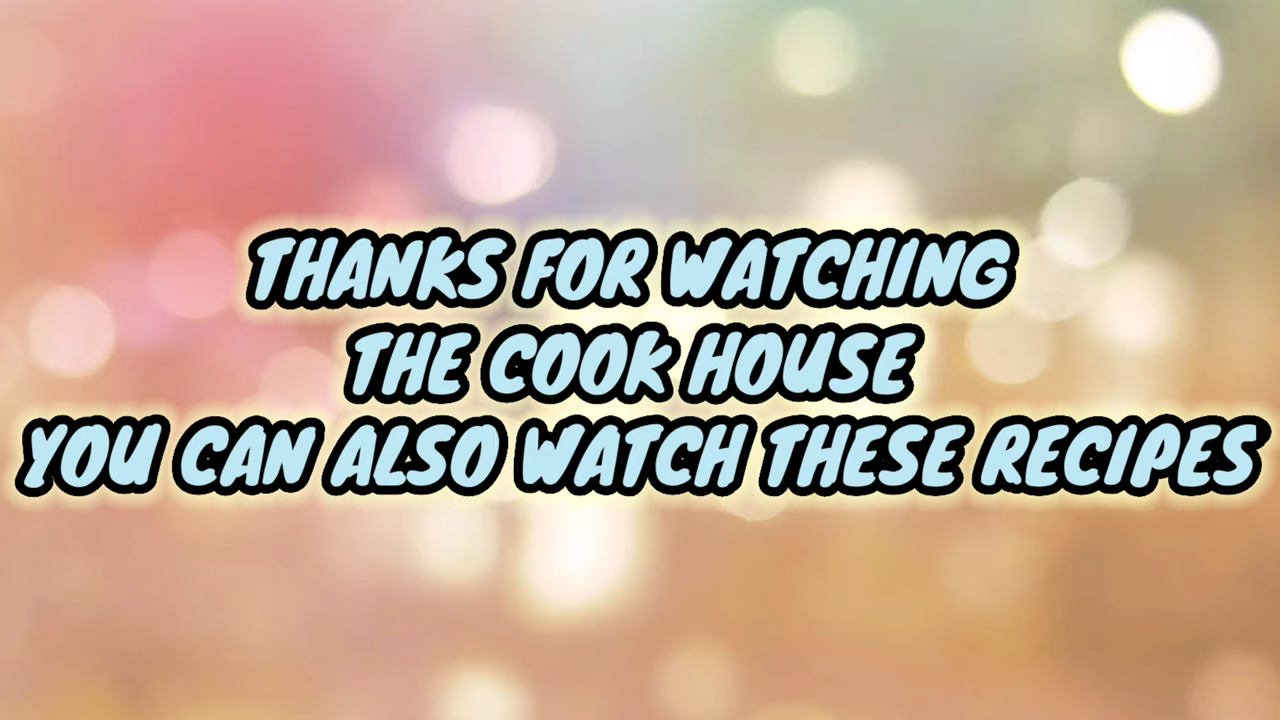 THANKS FOR WATCHING
THE COOK HOUSE
YOU CAN ALSO WATCH THESE RECIPES